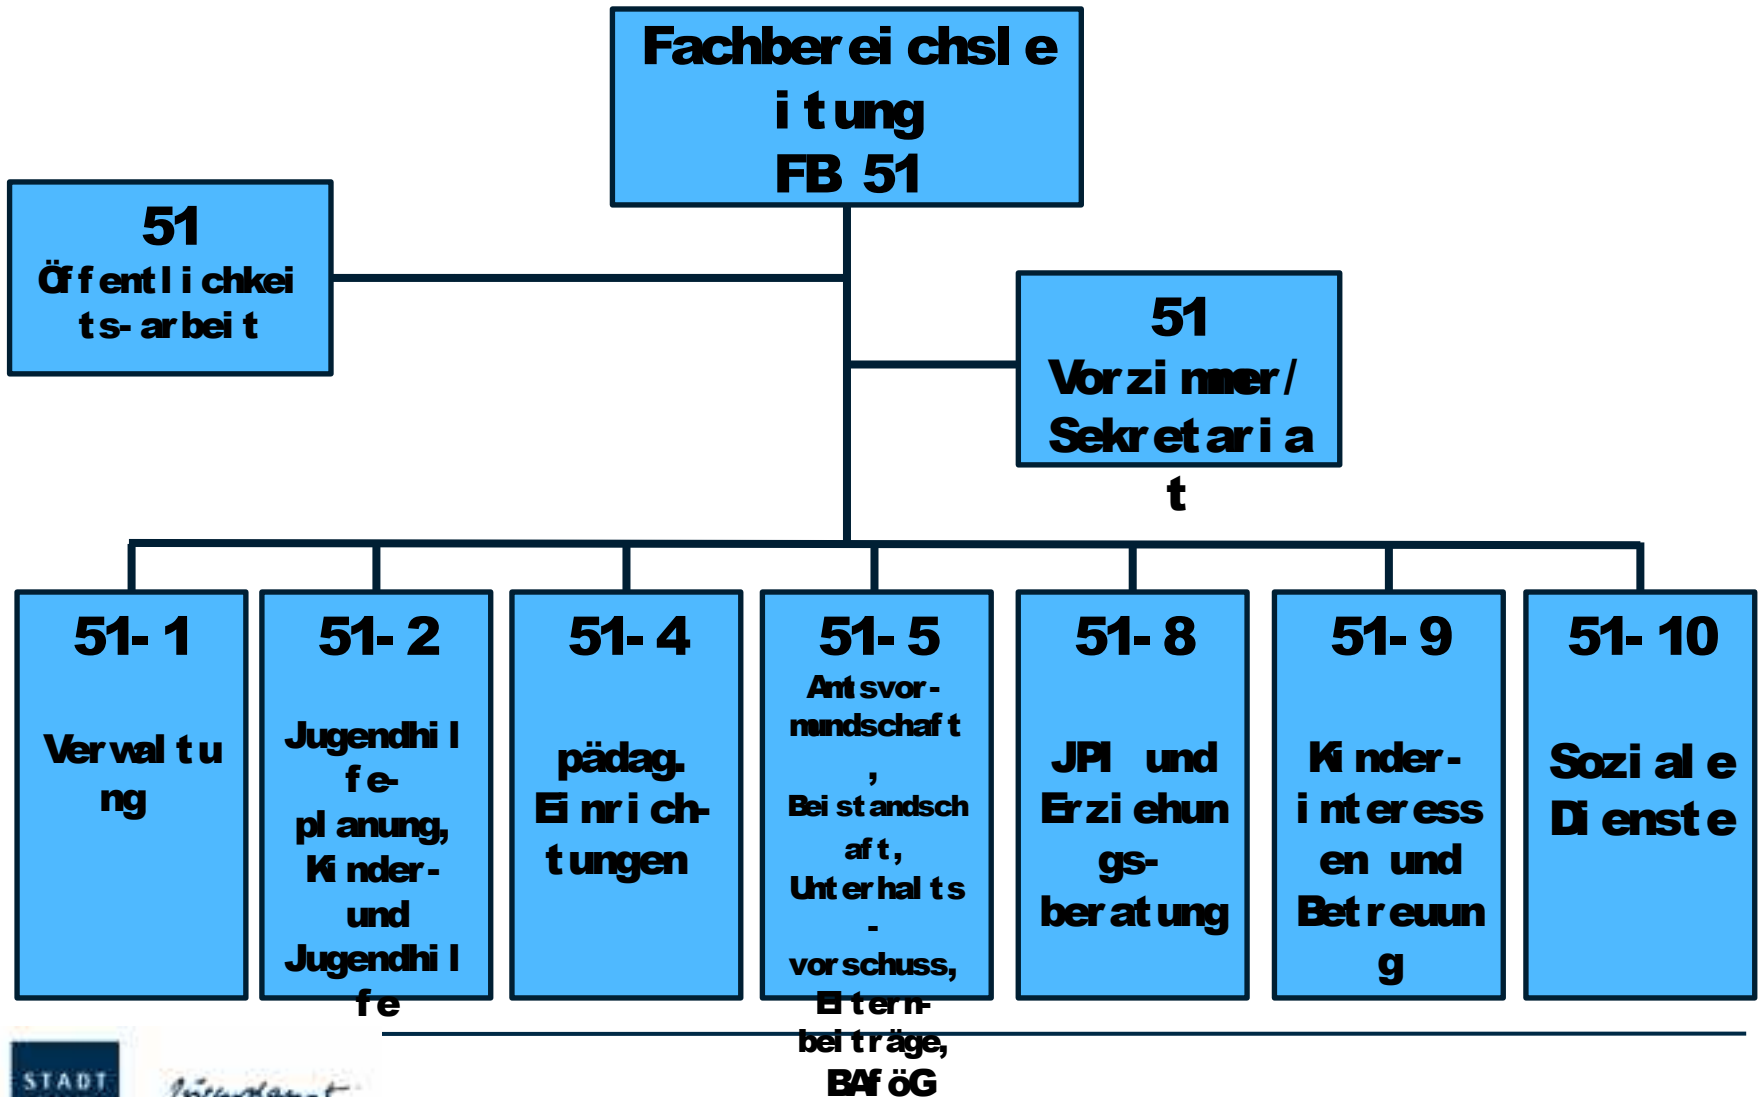 Fachbereichsle
itung
FB 51
51
Öffentlichkei
ts-arbeit
51
Vorzimmer/
Sekretaria
t
51-1
Verwaltu
ng
51-2
Jugendhil
fe-
planung,
Kinder-
und
Jugendhil
fe
51-4
pädag.
Einrich-
tungen
51-5
Amtsvor-
mundschaft
,
Beistandsch
aft,
Unterhalts
-
vorschuss,
Eltern-
beiträge,
BAföG
51-8
JPI und
Erziehun
gs-
beratung
51-9
Kinder-
interess
en und
Betreuun
g
51-10
Soziale
Dienste
STADT